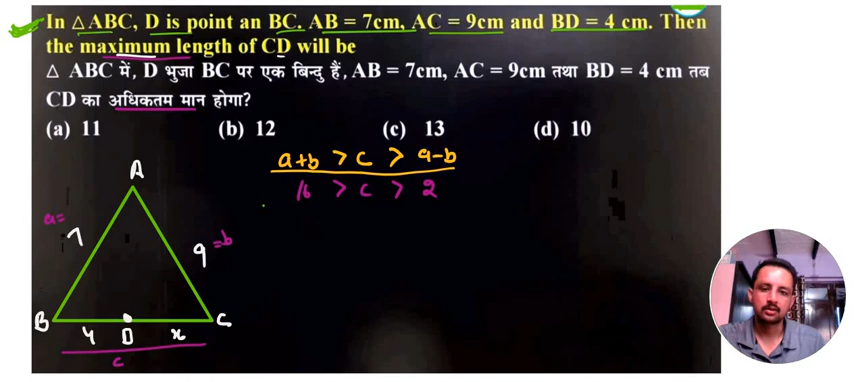 In △ABC, D is point an BC. AB = 7cm, AC = 9cm and BD = 4 cm. Then
the maximum length of CD will be
△ ABC में, D भुजा BC पर एक बिन्दु हैं, AB = 7cm, AC = 9cm तथा BD = 4 cm तब
CD का अधिकतम मान होगा?
(a) 11 (b) 12 (c) 13 (d) 10
a+b > c > a-b
16 > c > 2
A
a=
7
9 =b
B 4 D x C
c